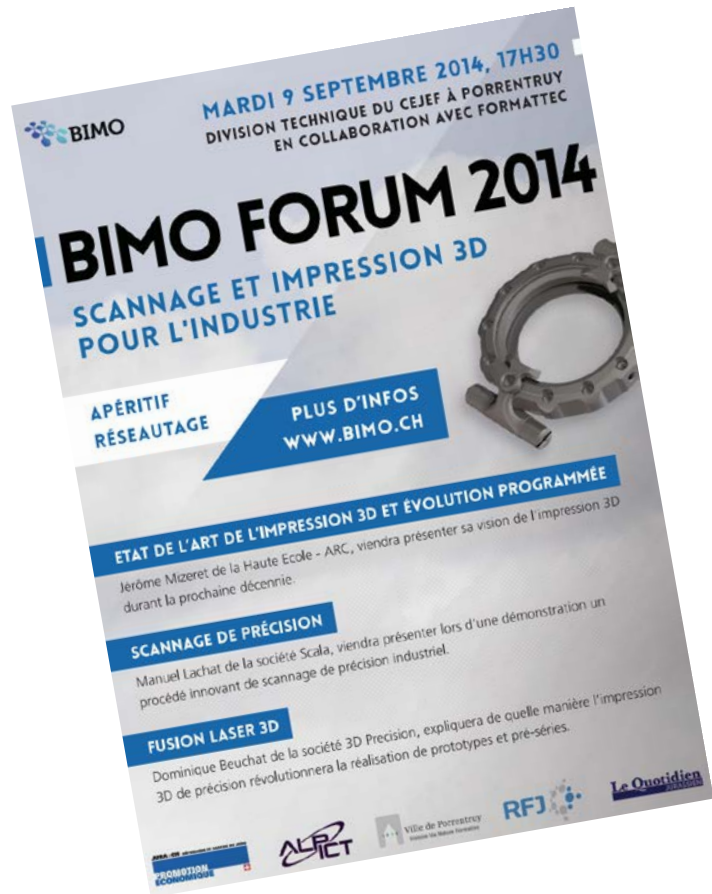 MARDI 9 SEPTEMBRE 2014, 17H30
DIVISION TECHNIQUE DU CEJEF À PORRENTRUY
EN COLLABORATION AVEC FORMATTEC
BIMO
BIMO FORUM 2014
SCANNAGE ET IMPRESSION 3D
POUR L'INDUSTRIE
APÉRITIF
RÉSEAUTAGE
PLUS D'INFOS
WWW.BIMO.CH
ETAT DE L'ART DE L'IMPRESSION 3D ET ÉVOLUTION PROGRAMMÉE
Jérôme Mizeret de la Haute Ecole - ARC, viendra présenter sa vision de l'impression 3D
durant la prochaine décennie.
SCANNAGE DE PRÉCISION
Manuel Lachat de la société Scala, viendra présenter lors d'une démonstration un
procédé innovant de scannage de précision industriel.
FUSION LASER 3D
Dominique Beuchat de la société 3D Precision, expliquera de quelle manière l'impression
3D de précision révolutionnera la réalisation de prototypes et pré-séries.
PROMOTION
ÉCONOMIQUE
ALP ICT
Ville de Porrentruy
RFJ
Le Quotidien
JURASSIEN